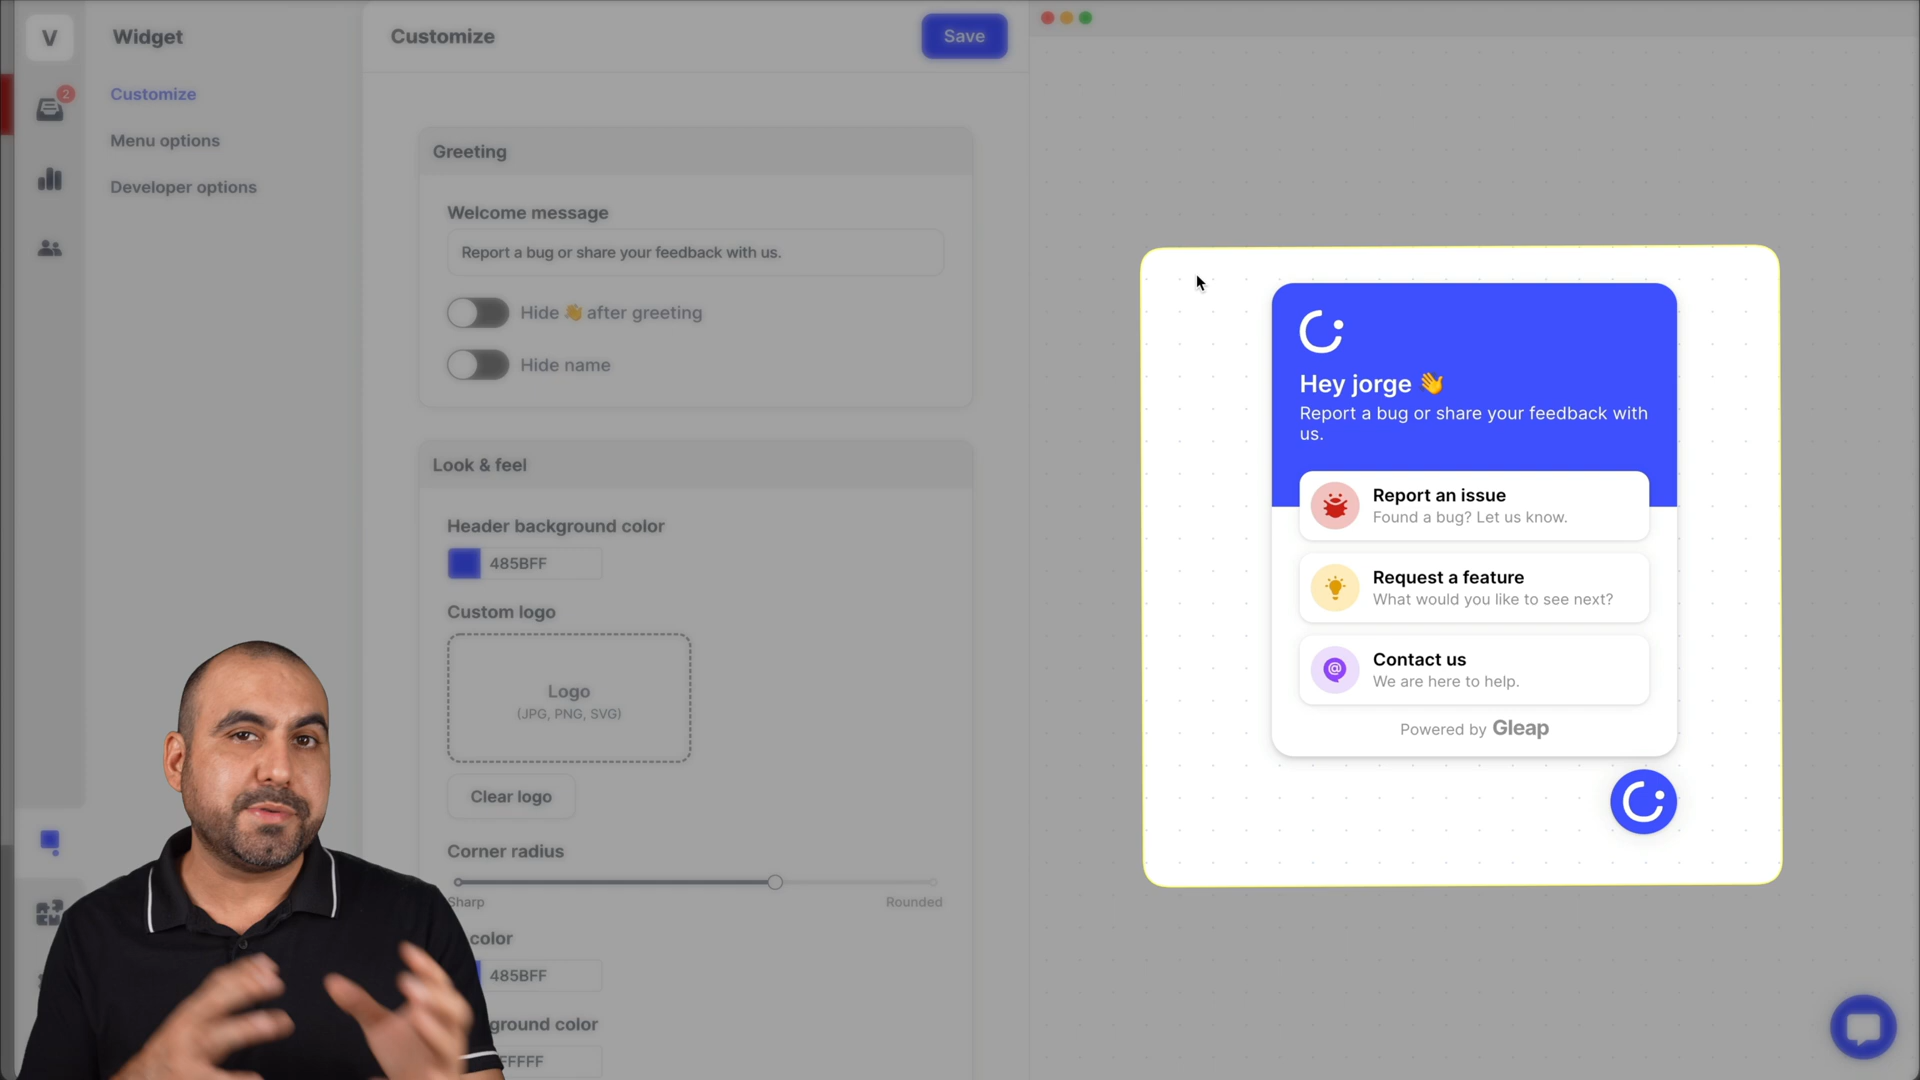 V
Widget
Customize
Save
2
Customize
Menu options
Developer options
Greeting
Welcome message
Report a bug or share your feedback with us.
Hide 👋 after greeting
Hide name
Look & feel
Header background color
485BFF
Custom logo
Logo
(JPG, PNG, SVG)
Clear logo
Corner radius
Sharp
Rounded
color
485BFF
ground color
FFFFF
Hey jorge 👋
Report a bug or share your feedback with
us.
Report an issue
Found a bug? Let us know.
Request a feature
What would you like to see next?
@
Contact us
We are here to help.
Powered by Gleap